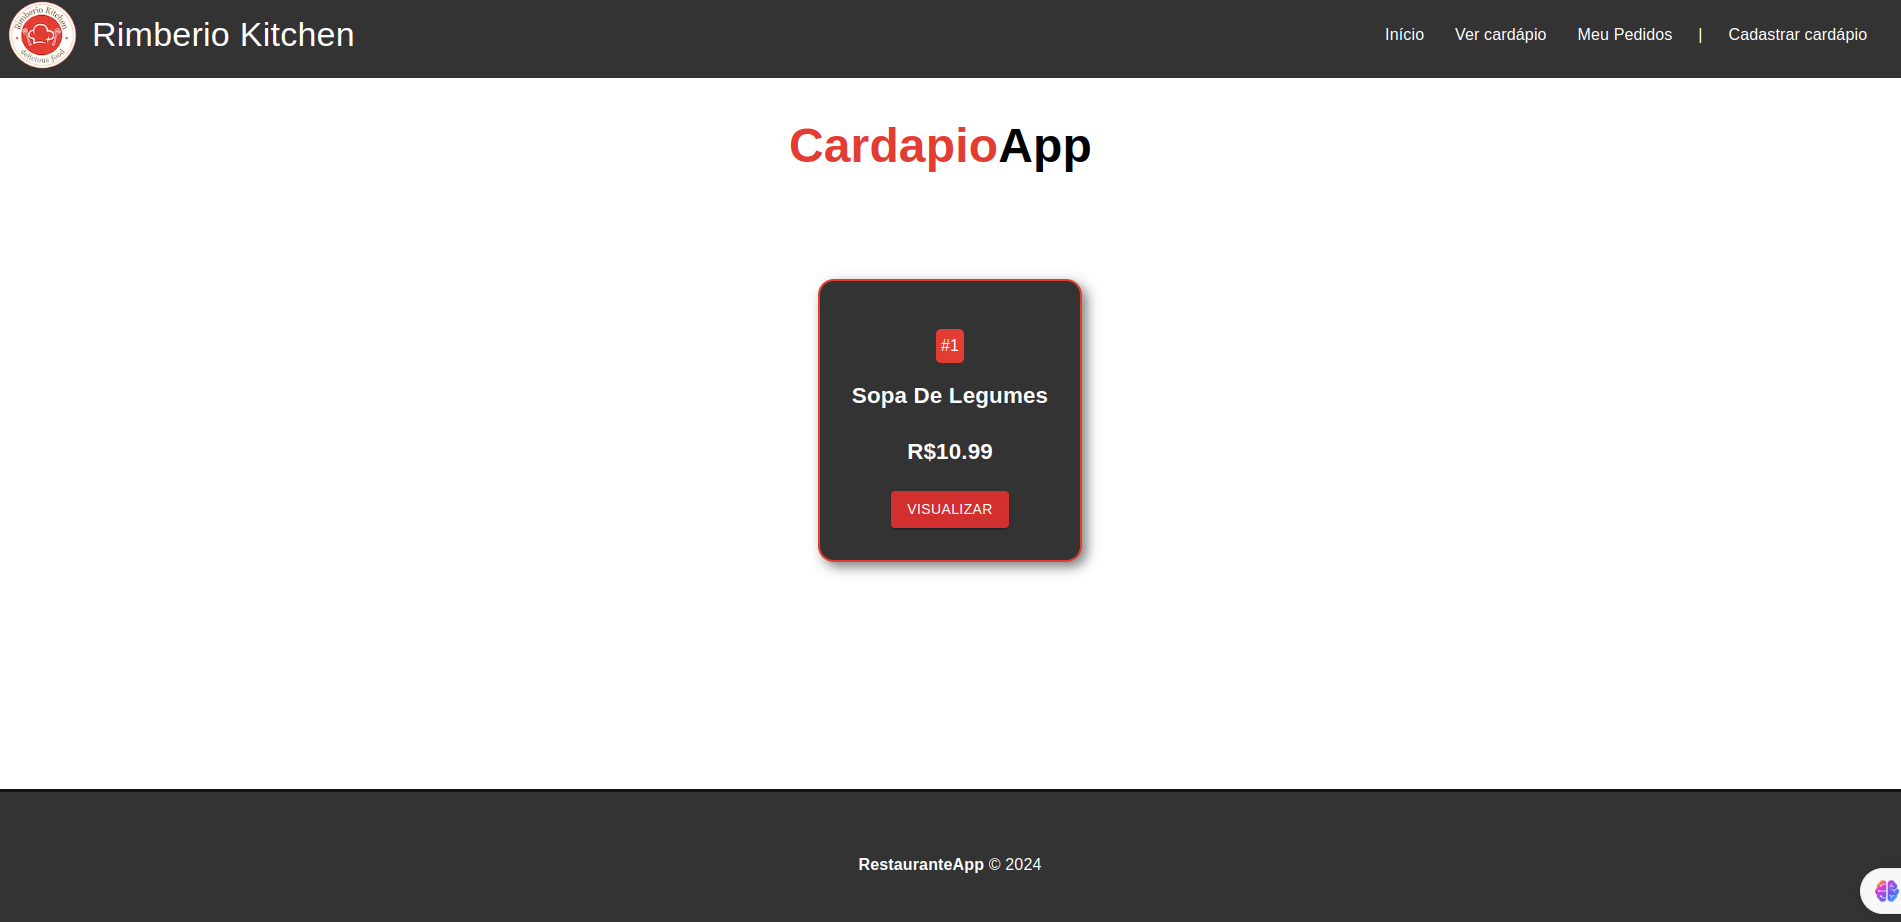 Rimberio Kitchen
delicious food
Rimberio Kitchen
Início Ver cardápio Meu Pedidos | Cadastrar cardápio
CardapioApp
#1
Sopa De Legumes
R$10.99
VISUALIZAR
RestauranteApp © 2024